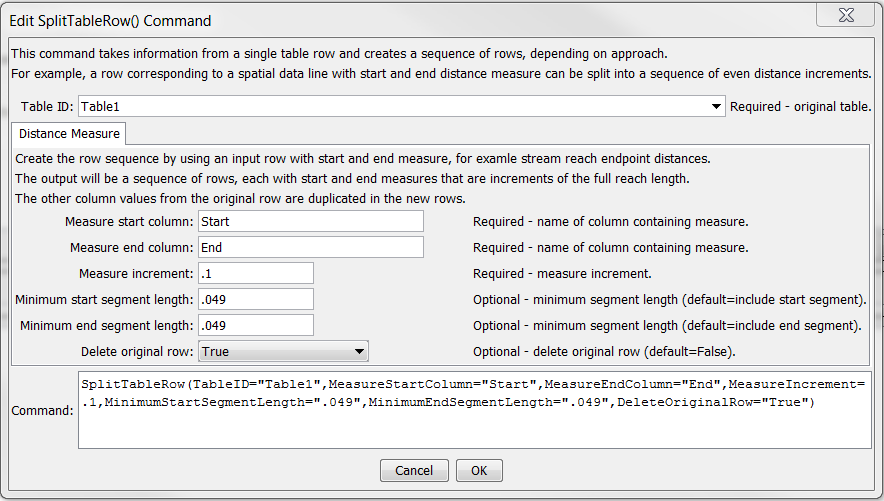 Edit SplitTableRow() Command
This command takes information from a single table row and creates a sequence of rows, depending on approach.
For example, a row corresponding to a spatial data line with start and end distance measure can be split into a sequence of even distance increments.
Table ID: Table1 Required - original table.
Distance Measure
Create the row sequence by using an input row with start and end measure, for examle stream reach endpoint distances.
The output will be a sequence of rows, each with start and end measures that are increments of the full reach length.
The other column values from the original row are duplicated in the new rows.
Measure start column: Start Required - name of column containing measure.
Measure end column: End Required - name of column containing measure.
Measure increment: .1 Required - measure increment.
Minimum start segment length: .049 Optional - minimum segment length (default=include start segment).
Minimum end segment length: .049 Optional - minimum segment length (default=include end segment).
Delete original row: True Optional - delete original row (default=False).
Command: SplitTableRow(TableID="Table1",MeasureStartColumn="Start",MeasureEndColumn="End",MeasureIncrement=
.1,MinimumStartSegmentLength=".049",MinimumEndSegmentLength=".049",DeleteOriginalRow="True")
Cancel OK